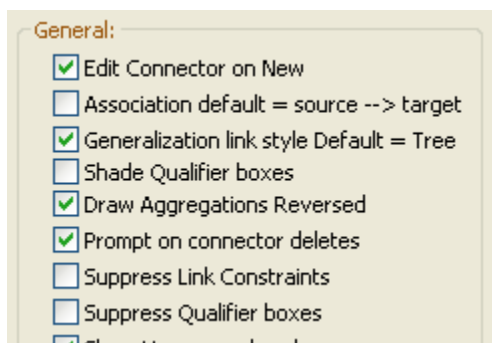 General:
Edit Connector on New
Association default = source --> target
Generalization link style Default = Tree
Shade Qualifier boxes
Draw Aggregations Reversed
Prompt on connector deletes
Suppress Link Constraints
Suppress Qualifier boxes